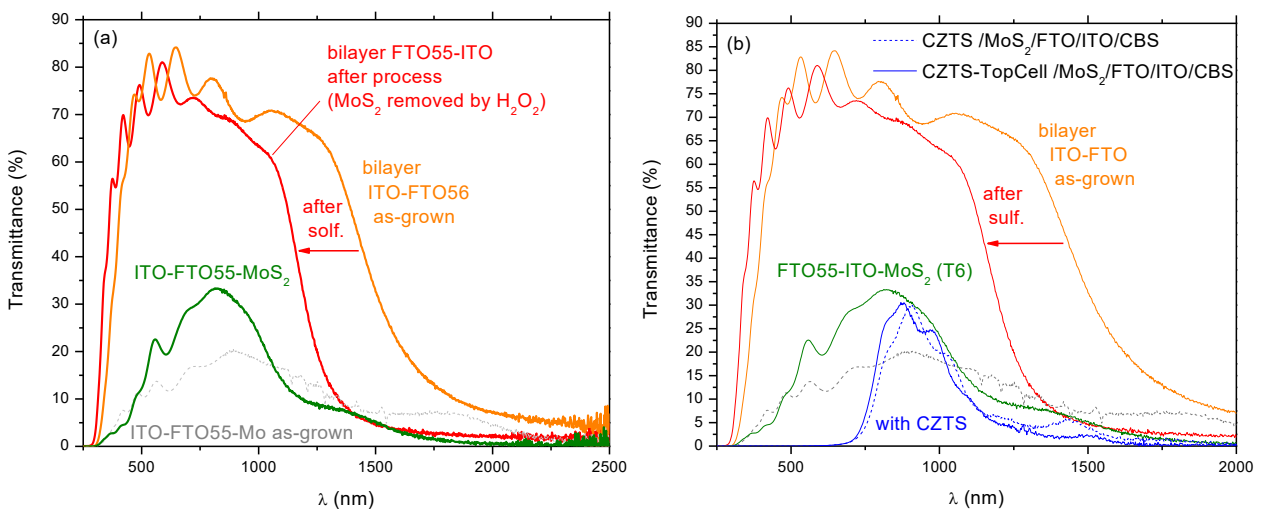 (a)
bilayer FTO55-ITO
after process
(MoS2 removed by H2O2)
bilayer
ITO-FTO56
as-grown
after
solf.
ITO-FTO55-MoS2
ITO-FTO55-Mo as-grown
Transmittance (%)
90
80
70
60
50
40
30
20
10
0
500 1000 1500 2000 2500
λ (nm)
(b)
CZTS /MoS2/FTO/ITO/CBS
CZTS-TopCell /MoS2/FTO/ITO/CBS
bilayer
ITO-FTO
as-grown
after
sulf.
FTO55-ITO-MoS2 (T6)
with CZTS
Transmittance (%)
90
85
80
75
70
65
60
55
50
45
40
35
30
25
20
15
10
5
0
500 1000 1500 2000
λ (nm)